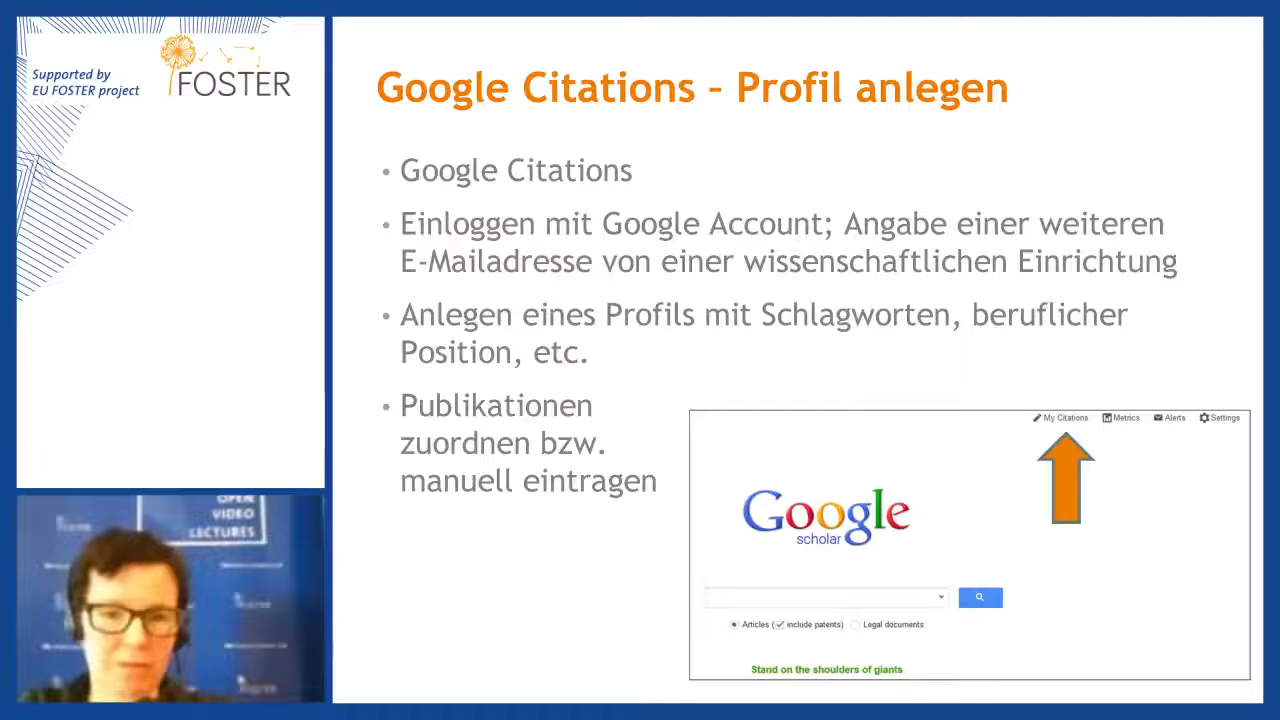 Supported by
EU FOSTER project
FOSTER
Google Citations – Profil anlegen
• Google Citations
• Einloggen mit Google Account; Angabe einer weiteren
E-Mailadresse von einer wissenschaftlichen Einrichtung
• Anlegen eines Profils mit Schlagworten, beruflicher
Position, etc.
• Publikationen
zuordnen bzw.
manuell eintragen
My Citations Metrics Alerts Settings
Google
scholar
Articles (✓ include patents) Legal documents
Stand on the shoulders of giants
OPEN
VIDEO
LECTURES